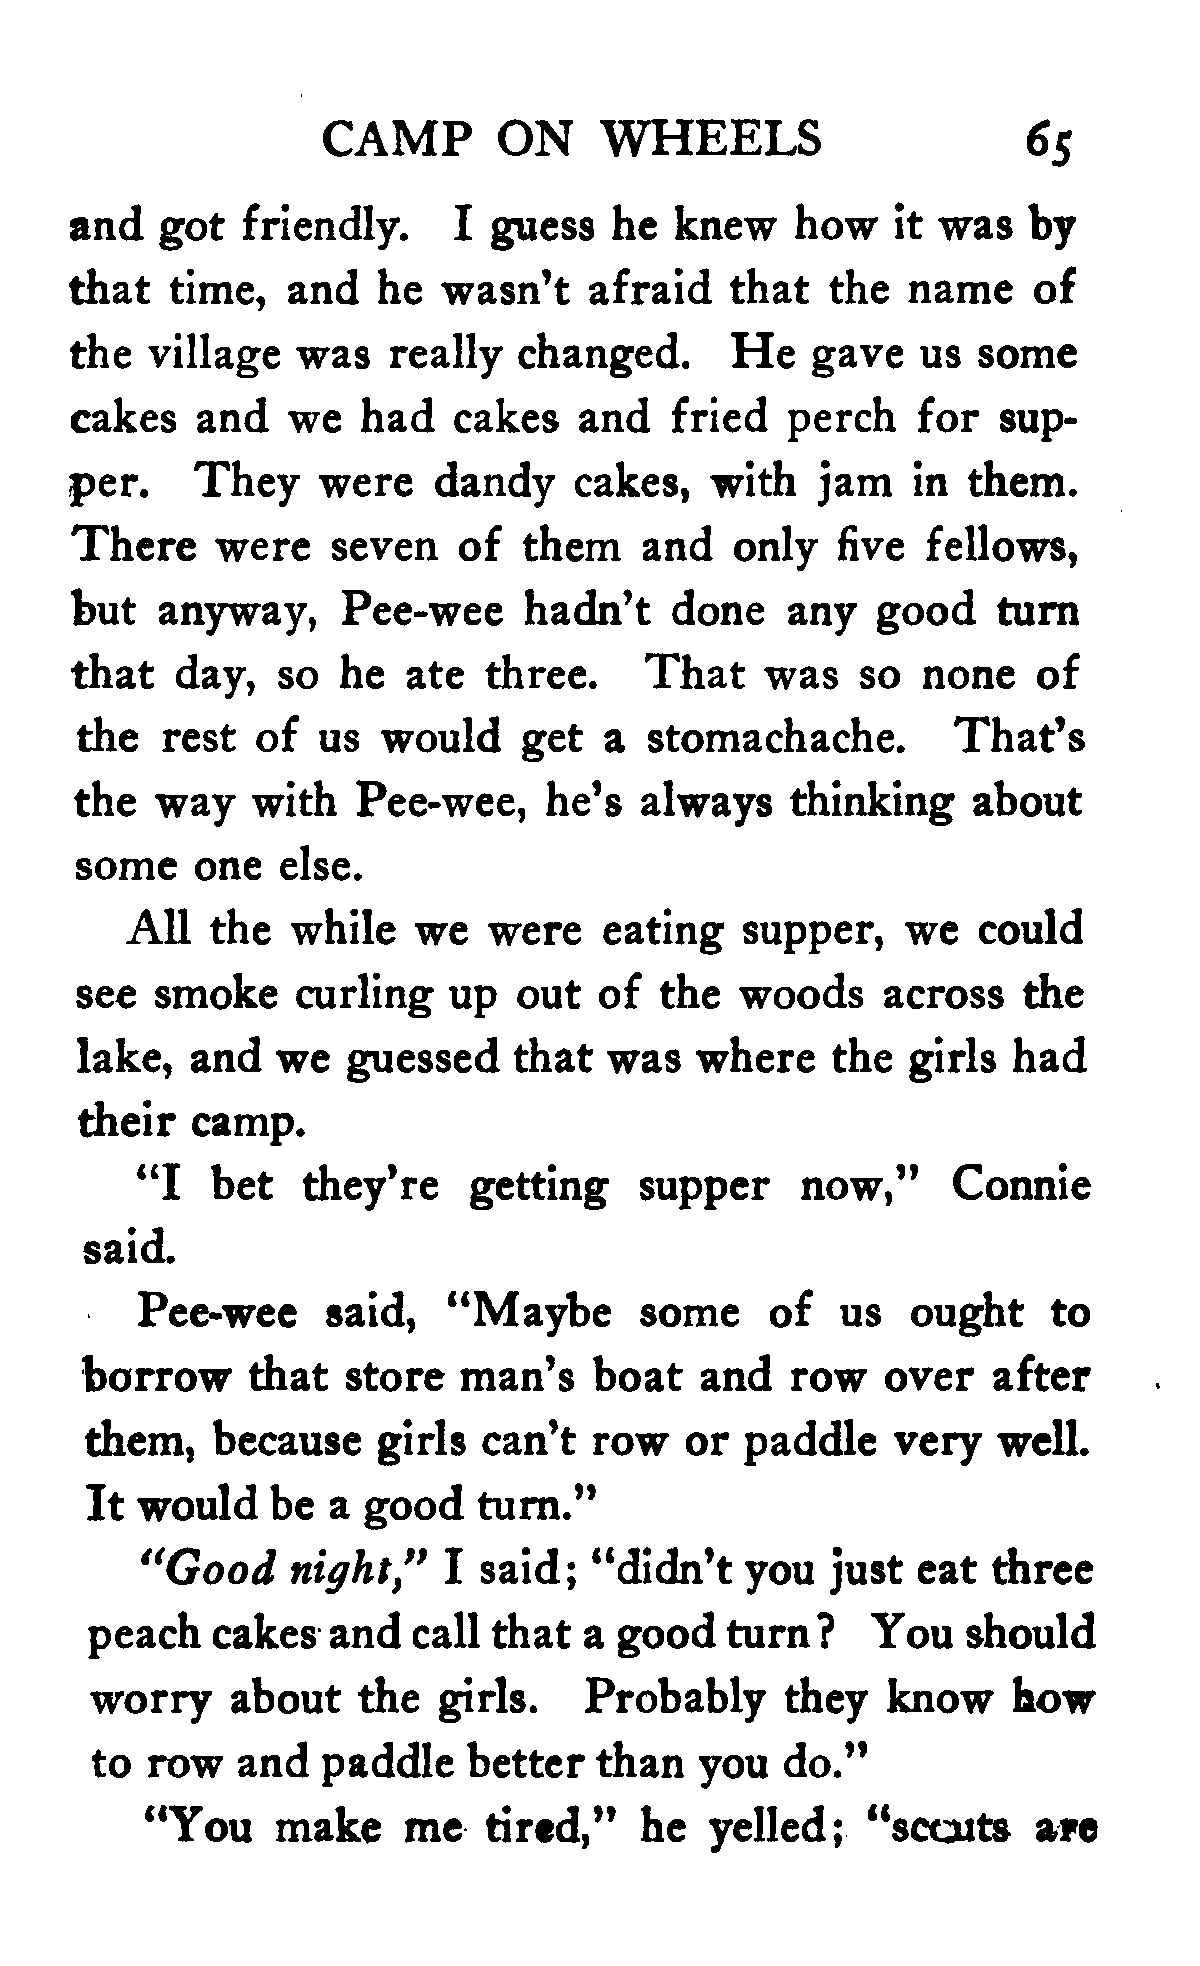 CAMP ON WHEELS 65
and got friendly. I guess he knew how it was by
that time, and he wasn't afraid that the name of
the village was really changed. He gave us some
cakes and we had cakes and fried perch for sup-
per. They were dandy cakes, with jam in them.
There were seven of them and only five fellows,
but anyway, Pee-wee hadn't done any good turn
that day, so he ate three. That was so none of
the rest of us would get a stomachache. That's
the way with Pee-wee, he's always thinking about
some one else.
All the while we were eating supper, we could
see smoke curling up out of the woods across the
lake, and we guessed that was where the girls had
their camp.
"I bet they're getting supper now," Connie
said.
Pee-wee said, "Maybe some of us ought to
borrow that store man's boat and row over after
them, because girls can't row or paddle very well.
It would be a good turn."
"Good night," I said; "didn't you just eat three
peach cakes and call that a good turn? You should
worry about the girls. Probably they know how
to row and paddle better than you do."
"You make me tired," he yelled; "scouts are